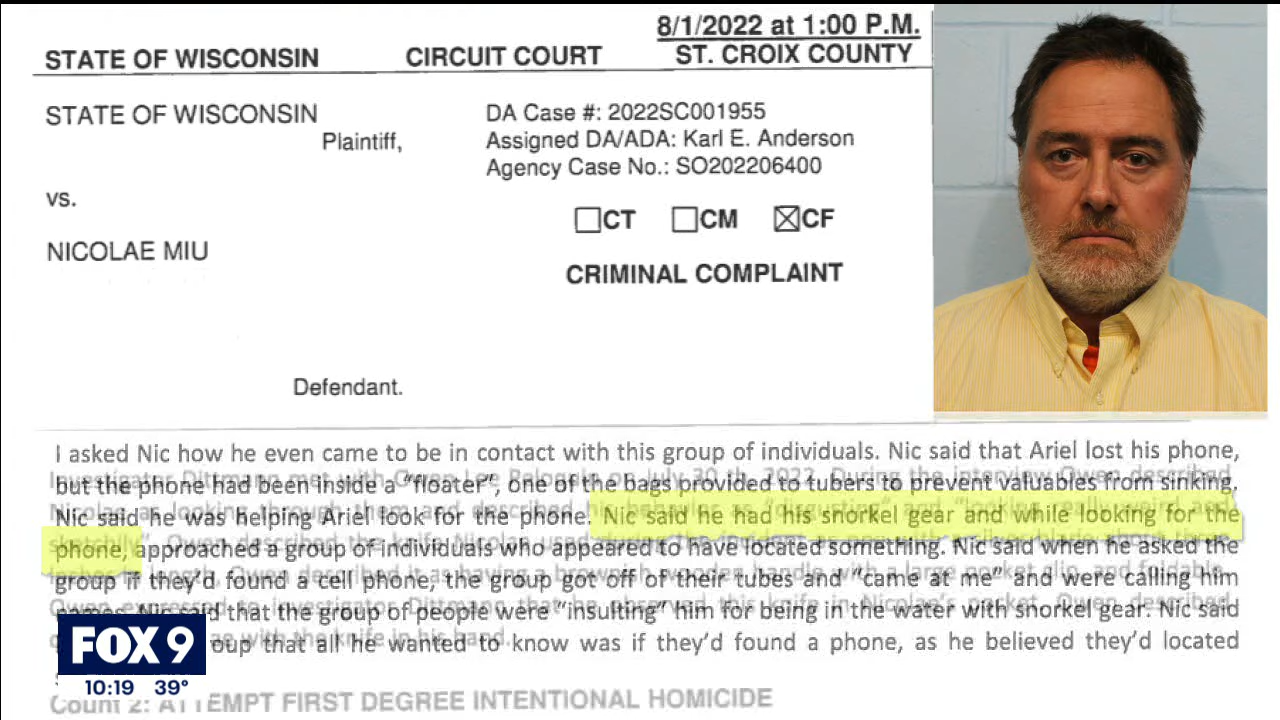 8/1/2022 at 1:00 P.M.
STATE OF WISCONSIN CIRCUIT COURT ST. CROIX COUNTY
STATE OF WISCONSIN
Plaintiff,
vs.
NICOLAE MIU
Defendant.
DA Case #: 2022SC001955
Assigned DA/ADA: Karl E. Anderson
Agency Case No.: SO202206400
CT CM CF
CRIMINAL COMPLAINT
I asked Nic how he even came to be in contact with this group of individuals. Nic said that Ariel lost his phone,
but the phone had been inside a “floater”, one of the bags provided to tubers to prevent valuables from sinking.
Nic said he was helping Ariel look for the phone. Nic said he had his snorkel gear and while looking for the
phone, approached a group of individuals who appeared to have located something. Nic said when he asked the
group if they’d found a cell phone, the group got off of their tubes and “came at me” and were calling him
names. Nic said that the group of people were “insulting” him for being in the water with snorkel gear. Nic said
that all he wanted to know was if they’d found a phone, as he believed they’d located
Count 2: ATTEMPT FIRST DEGREE INTENTIONAL HOMICIDE
FOX 9
10:19 39°